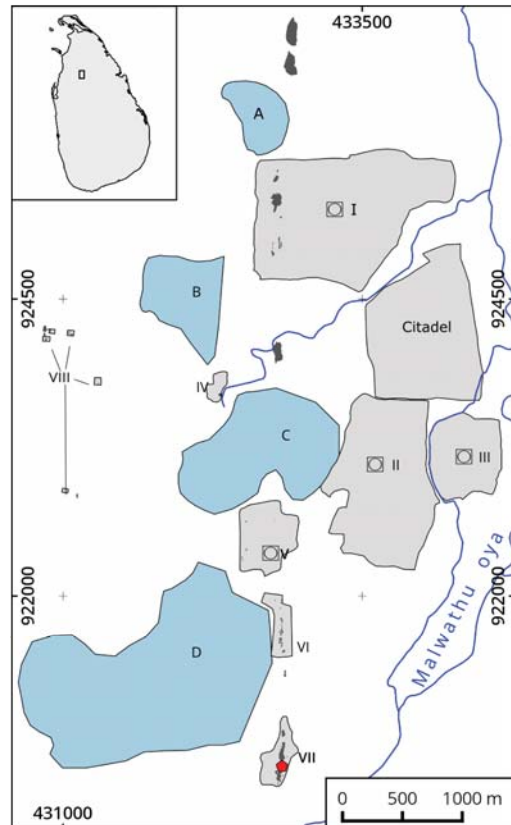 433500
A
I
924500
924500
B
Citadel
VIII
IV
C
II
III
V
922000
922000
Malwathu oya
D
VI
VII
431000
0 500 1000 m